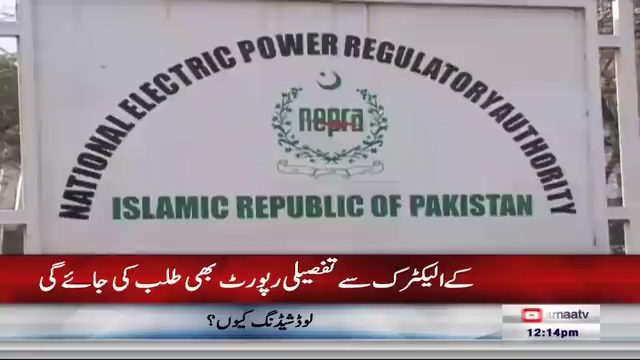 NATIONAL ELECTRIC POWER REGULATORY AUTHORITY
nepra
ISLAMIC REPUBLIC OF PAKISTAN
کے الیکٹرک سے تفصیلی رپورٹ بھی طلب کی جائے گی
لوڈشیڈنگ کیوں؟
amaatv
12:14pm